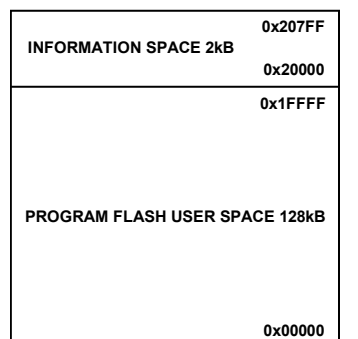 0x207FF
INFORMATION SPACE 2kB
0x20000
0x1FFFF
PROGRAM FLASH USER SPACE 128kB
0x00000